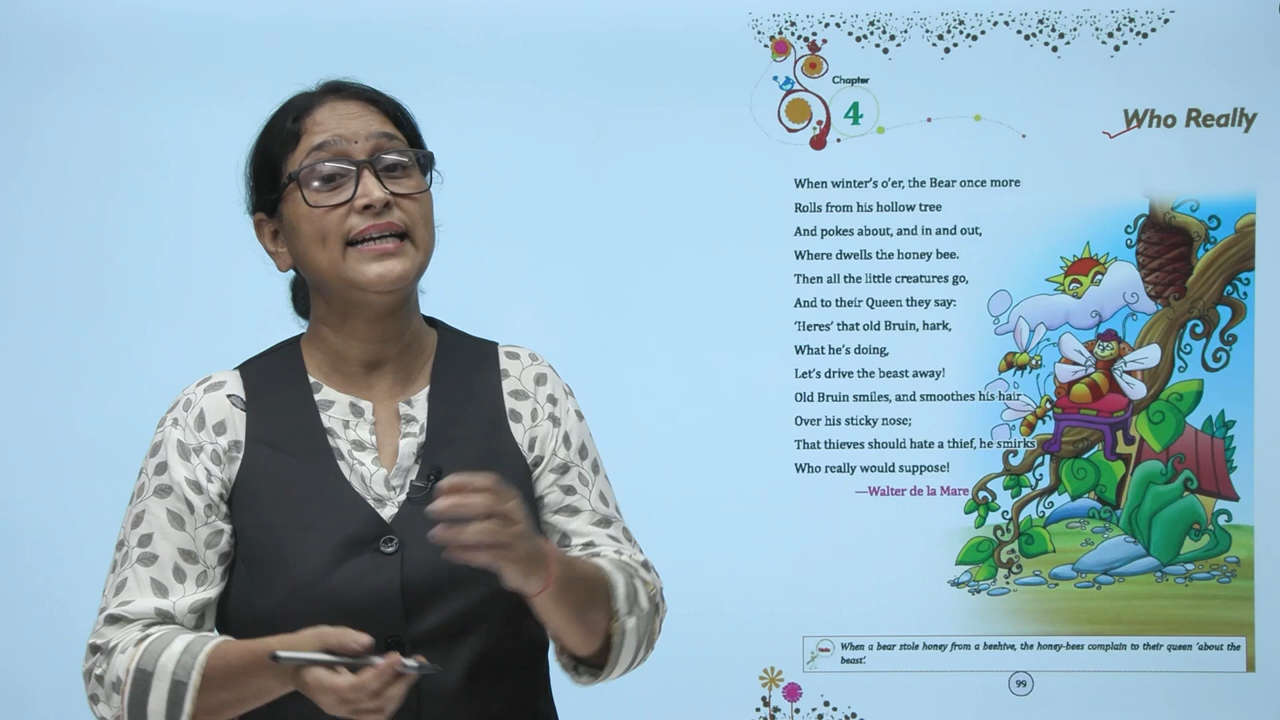 Chapter
4
Who Really
When winter's o'er, the Bear once more
Rolls from his hollow tree
And pokes about, and in and out,
Where dwells the honey bee.
Then all the little creatures go,
And to their Queen they say:
'Heres' that old Bruin, hark,
What he's doing,
Let's drive the beast away!
Old Bruin smiles, and smoothes his hair
Over his sticky nose;
That thieves should hate a thief, he smirks
Who really would suppose!
—Walter de la Mare
When a bear stole honey from a beehive, the honey-bees complain to their queen 'about the
beast'.
99